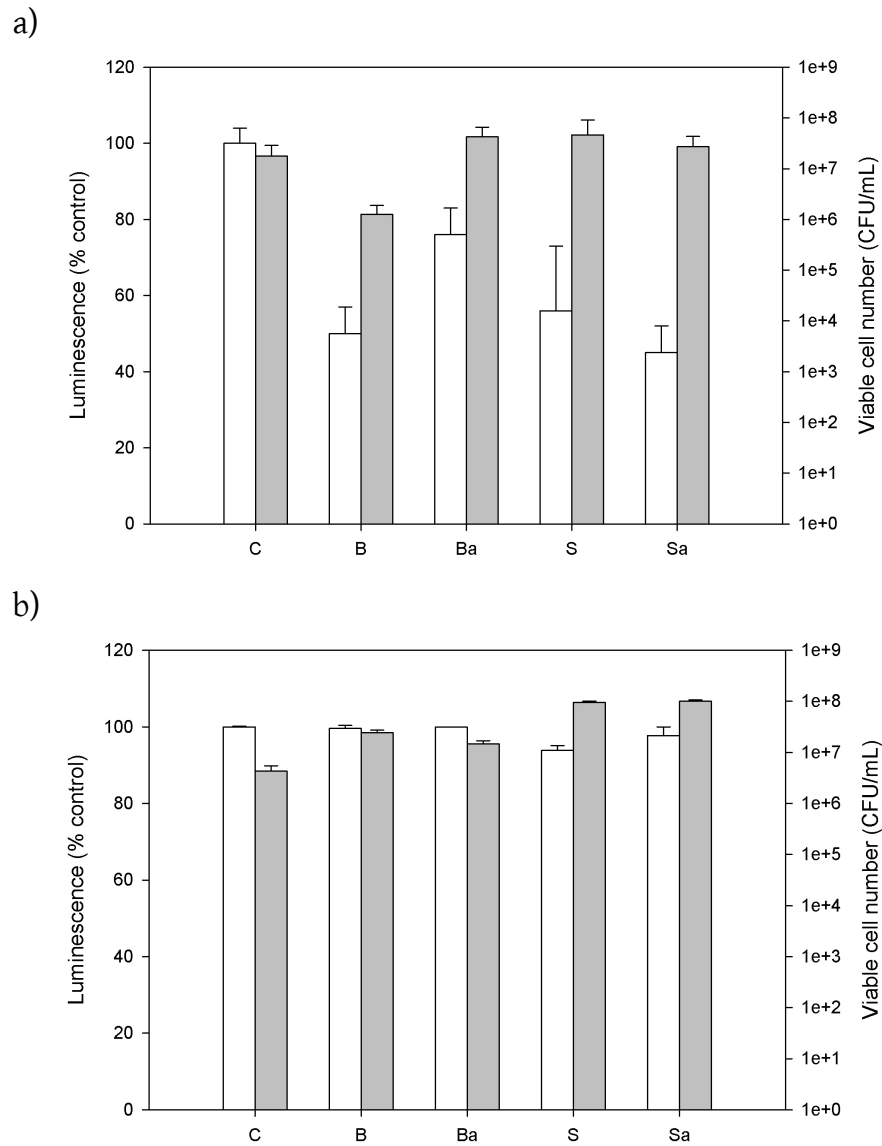 a)
120
100
80
60
40
20
0
Luminescence (% control)
1e+9
1e+8
1e+7
1e+6
1e+5
1e+4
1e+3
1e+2
1e+1
1e+0
Viable cell number (CFU/mL)
C B Ba S Sa
b)
120
100
80
60
40
20
0
Luminescence (% control)
1e+9
1e+8
1e+7
1e+6
1e+5
1e+4
1e+3
1e+2
1e+1
1e+0
Viable cell number (CFU/mL)
C B Ba S Sa